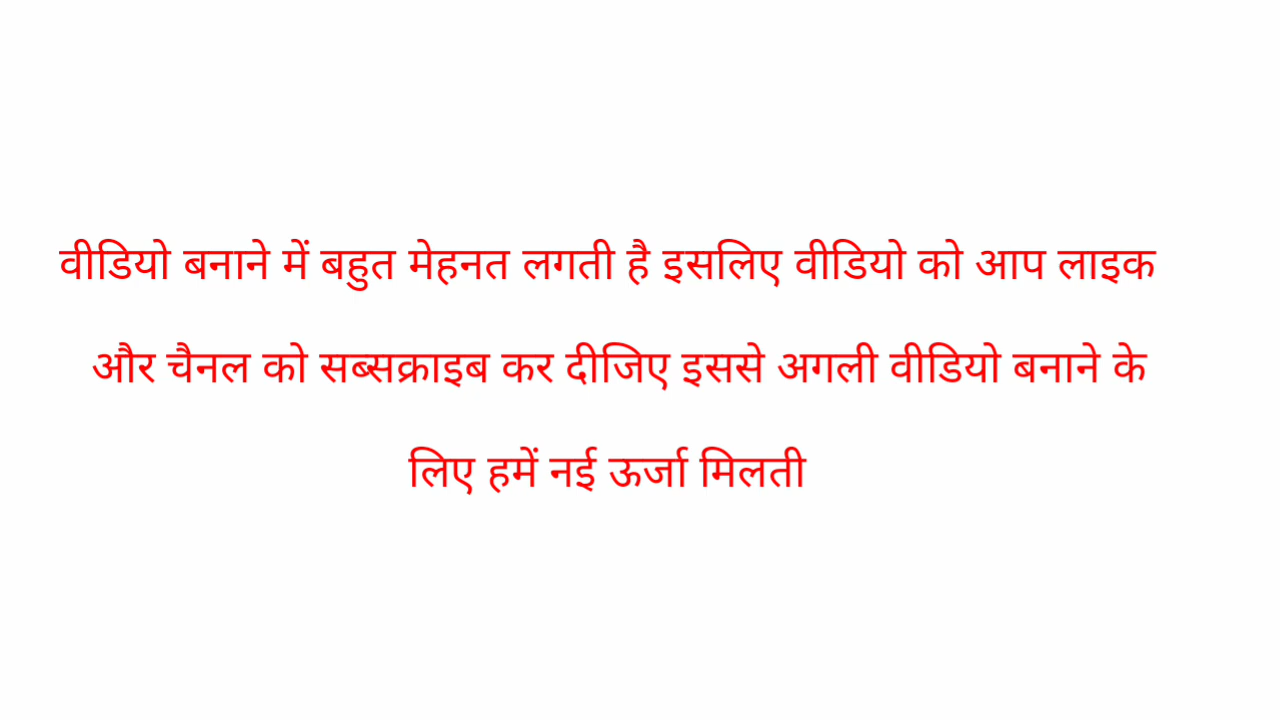 वीडियो बनाने में बहुत मेहनत लगती है इसलिए वीडियो को आप लाइक
और चैनल को सब्सक्राइब कर दीजिए इससे अगली वीडियो बनाने के
लिए हमें नई ऊर्जा मिलती